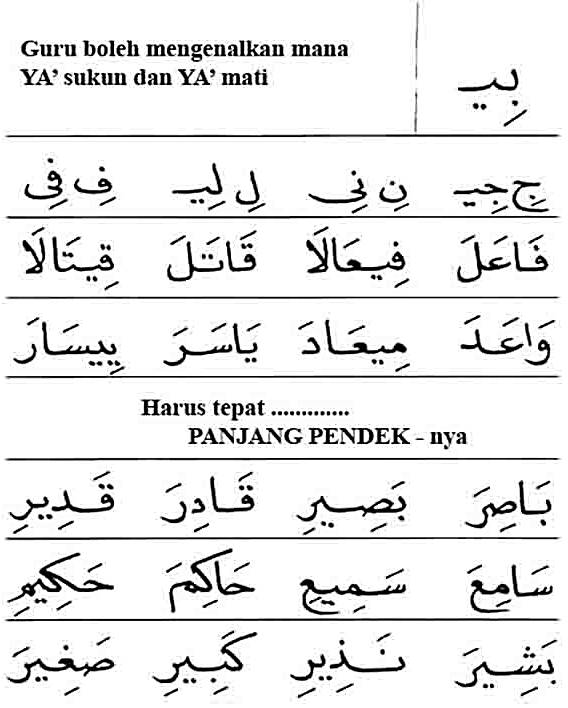 Guru boleh mengenalkan mana
YA’ sukun dan YA’ mati
بِيـ
جِ جِيـ نِ نِى لِ لِيـ فِ فِى
فَاعَلَ فِيعَالَا قَاتَلَ قِيتَالَا
وَاعَدَ مِيعَادَ يَاسَرَ يِيسَارَ
Harus tepat .............
PANJANG PENDEK - nya
بَاصِرَ بَصِيرِ قَادِرَ قَدِيرِ
سَامِعَ سَمِيعِ حَاكِمَ حَكِيمِ
بَشِيرَ نَذِيرِ كَبِيرِ صَغِيرَ